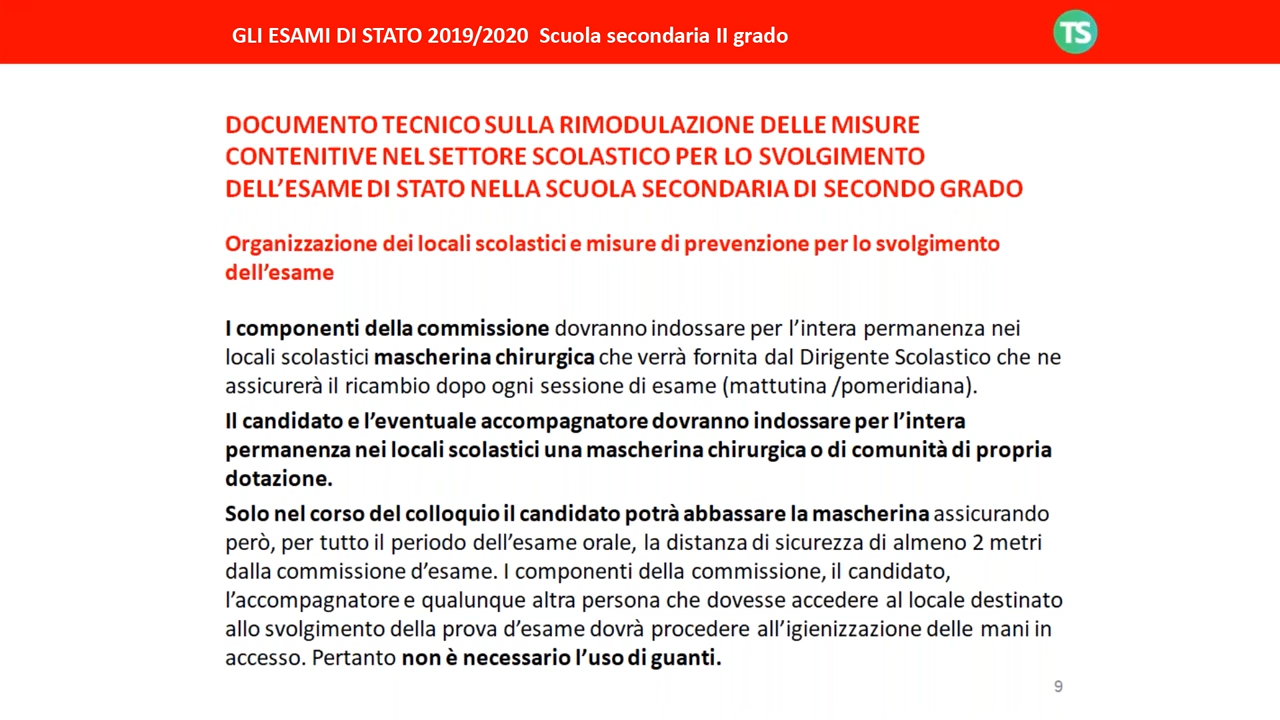 GLI ESAMI DI STATO 2019/2020 Scuola secondaria II grado
TS
DOCUMENTO TECNICO SULLA RIMODULAZIONE DELLE MISURE
CONTENITIVE NEL SETTORE SCOLASTICO PER LO SVOLGIMENTO
DELL'ESAME DI STATO NELLA SCUOLA SECONDARIA DI SECONDO GRADO
Organizzazione dei locali scolastici e misure di prevenzione per lo svolgimento
dell'esame
I componenti della commissione dovranno indossare per l'intera permanenza nei
locali scolastici mascherina chirurgica che verrà fornita dal Dirigente Scolastico che ne
assicurerà il ricambio dopo ogni sessione di esame (mattutina /pomeridiana).
Il candidato e l'eventuale accompagnatore dovranno indossare per l'intera
permanenza nei locali scolastici una mascherina chirurgica o di comunità di propria
dotazione.
Solo nel corso del colloquio il candidato potrà abbassare la mascherina assicurando
però, per tutto il periodo dell'esame orale, la distanza di sicurezza di almeno 2 metri
dalla commissione d'esame. I componenti della commissione, il candidato,
l'accompagnatore e qualunque altra persona che dovesse accedere al locale destinato
allo svolgimento della prova d'esame dovrà procedere all'igienizzazione delle mani in
accesso. Pertanto non è necessario l'uso di guanti.
9